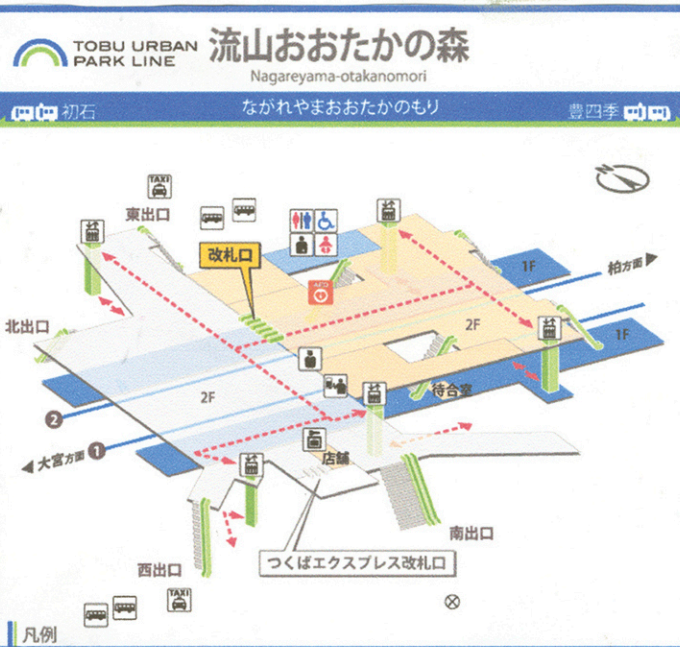 TOBU URBAN
PARK LINE
流山おおたかの森
Nagareyama-otakanomori
初石
ながれやまおおたかのもり
豊四季
TAXI
東出口
改札口
AED
1F
柏方面
N
北出口
2F
1F
2F
待合室
2
1
大宮方面
店舗
南出口
つくばエクスプレス改札口
西出口
TAXI
凡例